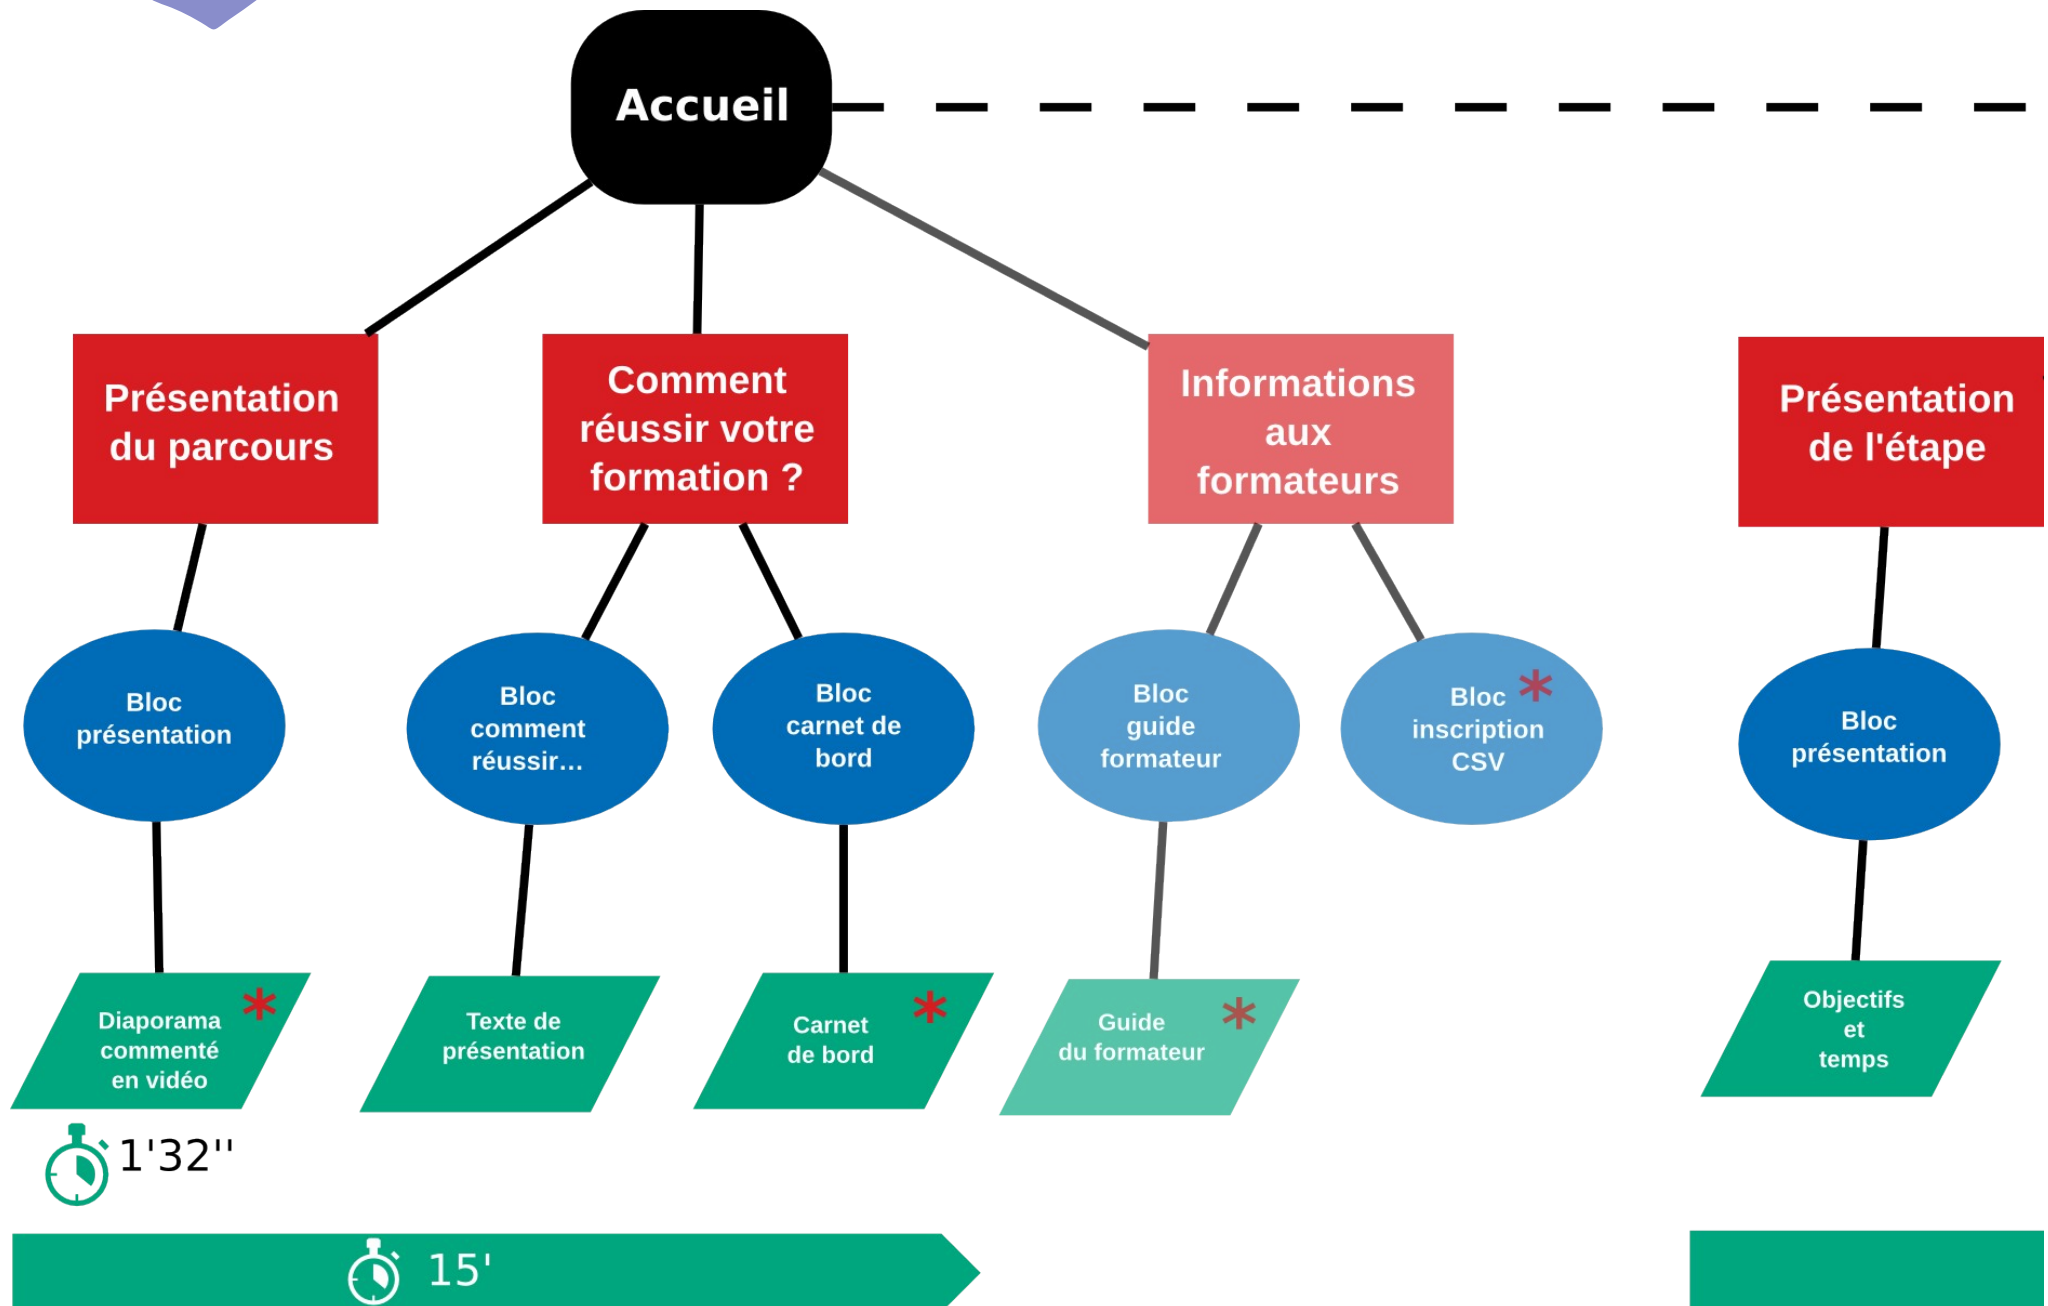 Accueil
Présentation
du parcours
Comment
réussir votre
formation ?
Informations
aux
formateurs
Présentation
de l'étape
Bloc
présentation
Bloc
comment
réussir...
Bloc
carnet de
bord
Bloc
guide
formateur
Bloc
inscription
CSV
*
Bloc
présentation
Diaporama
commenté
en vidéo
*
Texte de
présentation
Carnet
de bord
*
Guide
du formateur
*
Objectifs
et
temps
1'32''
15'